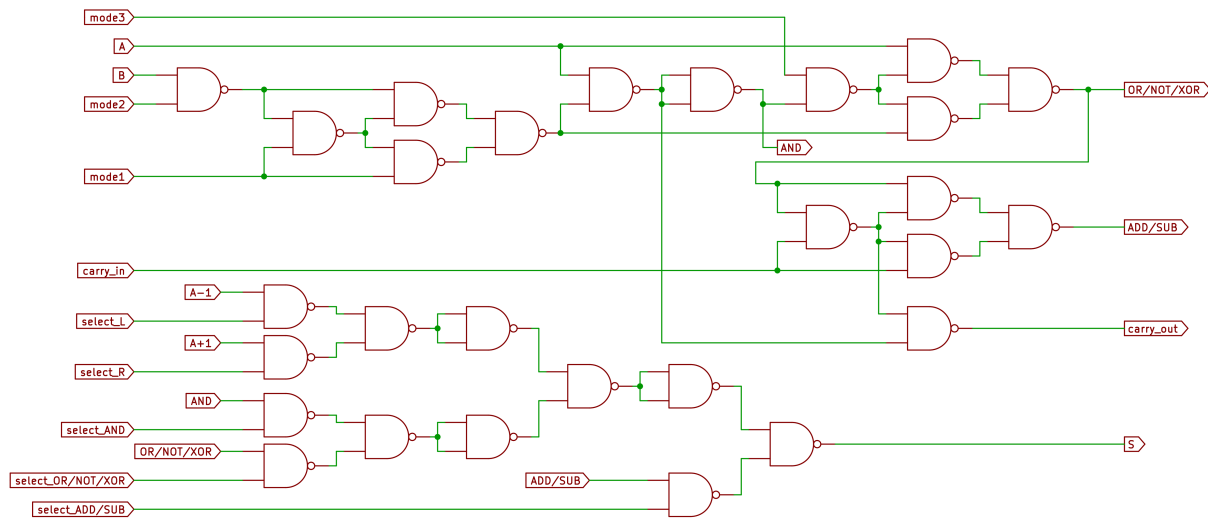 mode3
A
B
mode2
OR/NOT/XOR
AND
mode1
ADD/SUB
carry_in
A-1
select_L
carry_out
A+1
select_R
AND
select_AND
S
OR/NOT/XOR
select_OR/NOT/XOR
ADD/SUB
select_ADD/SUB